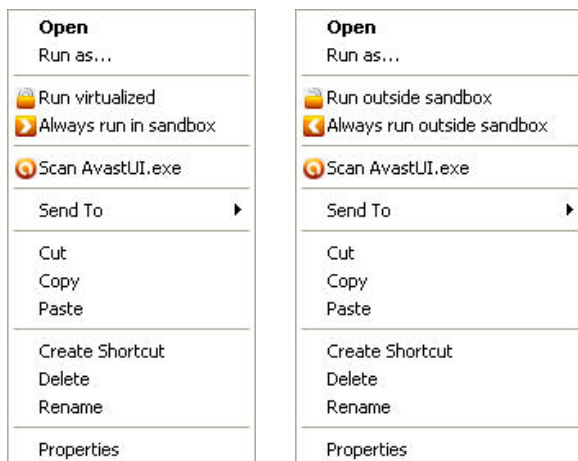 Open
Run as...
Run virtualized
Always run in sandbox
Scan AvastUI.exe
Send To
Cut
Copy
Paste
Create Shortcut
Delete
Rename
Properties
Open
Run as...
Run outside sandbox
Always run outside sandbox
Scan AvastUI.exe
Send To
Cut
Copy
Paste
Create Shortcut
Delete
Rename
Properties